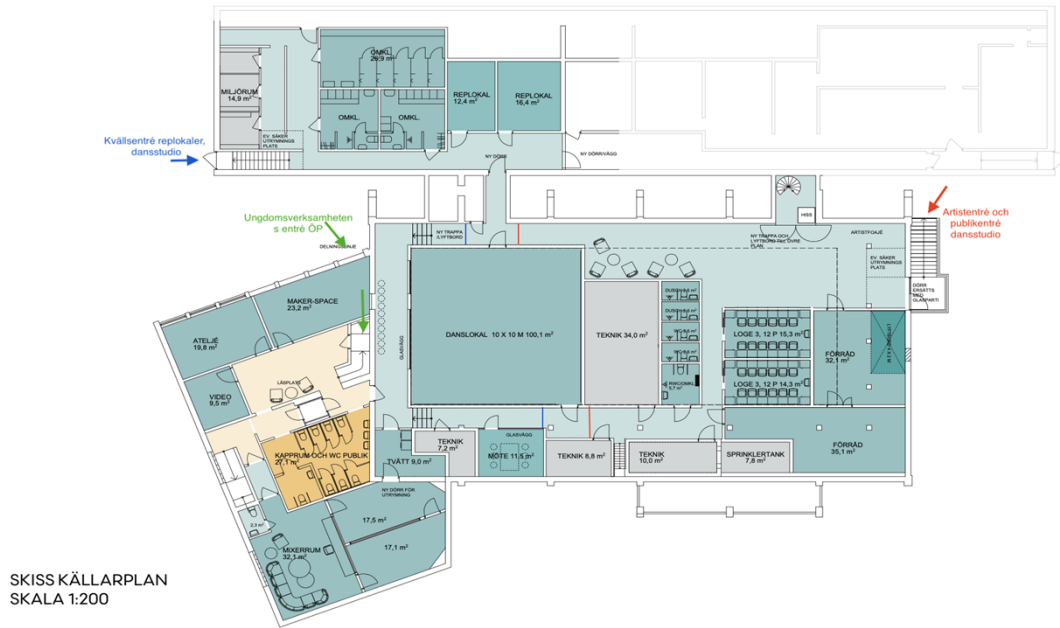 OMKL.
26,9 m²
MILJÖRUM
14,9 m²
REPLOKAL
12,4 m²
REPLOKAL
16,4 m²
OMKL.
OMKL.
EV. SÄKER
UTRYMNINGS
PLATS
Kvällsentré replokaler,
dansstudio
NY DÖRR
NY DÖRR/VÄGG
HISS
Ungdomsverksamheten
s entré ÖP
DELNINGSLINJE
NY TRAPPA
/LYFTBORD
NY TRAPPA OCH
LYFTBORD TILL ÖVRE
PLAN
ARTISTFOAJÉ
Artistentré och
publikentré
dansstudio
EV. SÄKER
UTRYMNINGS
PLATS
DÖRR
ERSÄTTS
MED
GLASPARTI
MAKER-SPACE
23,2 m²
ATELJÉ
19,8 m²
VIDEO
9,5 m²
LÄSPLATS
GLASVÄGG
DANSLOKAL 10 X 10 M 100,1 m²
TEKNIK 34,0 m²
LOGE 3, 12 P 15,3 m²
LOGE 3, 12 P 14,3 m²
FÖRRÅD
32,1 m²
KAPPRUM OCH WC PUBLIK
27,1 m²
TVÄTT 9,0 m²
TEKNIK
7,2 m²
GLASVÄGG
MÖTE 11,5 m²
TEKNIK 8,8 m²
TEKNIK
10,0 m²
SPRINKLERTANK
7,8 m²
FÖRRÅD
35,1 m²
NY DÖRR FÖR
UTRYMNING
2,3 m²
17,5 m²
17,1 m²
MIXERRUM
32,1 m²
SKISS KÄLLARPLAN
SKALA 1:200